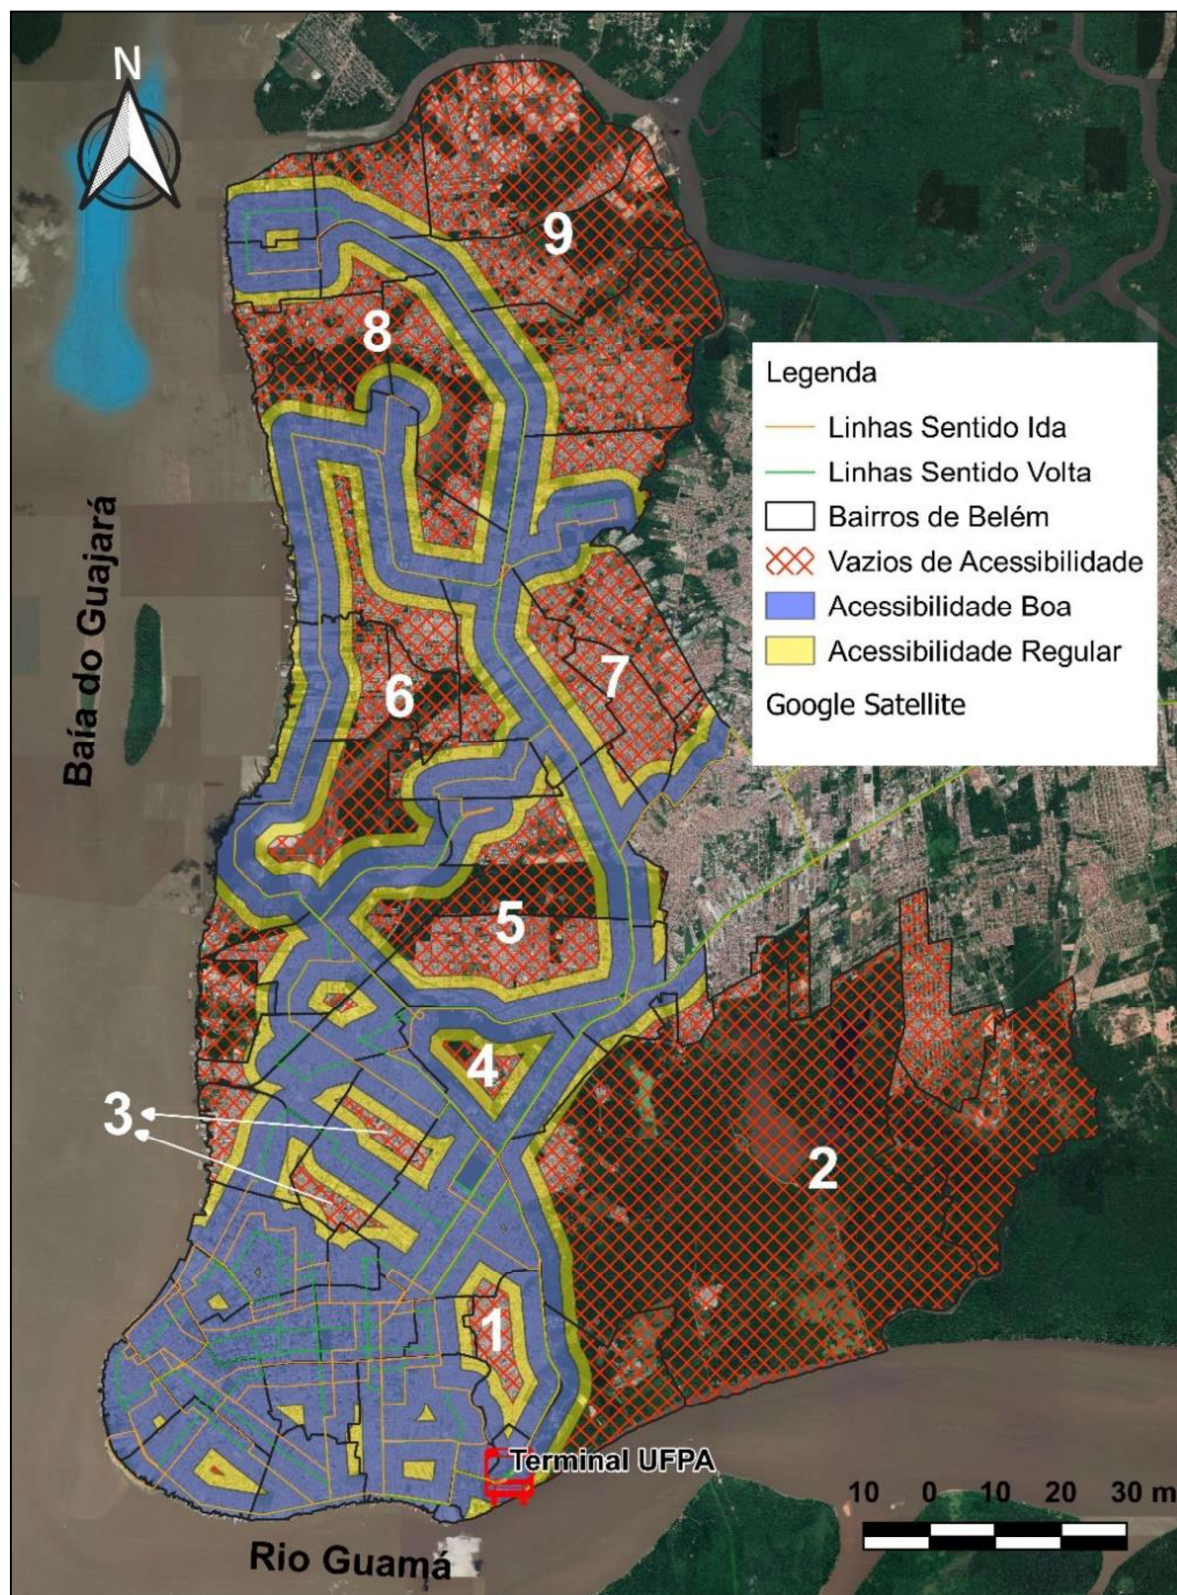 N
9
8
Legenda
Linhas Sentido Ida
Linhas Sentido Volta
Bairros de Belém
Vazios de Acessibilidade
Acessibilidade Boa
Acessibilidade Regular
Google Satellite
Baía do Guajará
7
6
5
4
3
2
1
Terminal UFPA
10 0 10 20 30 m
Rio Guamá